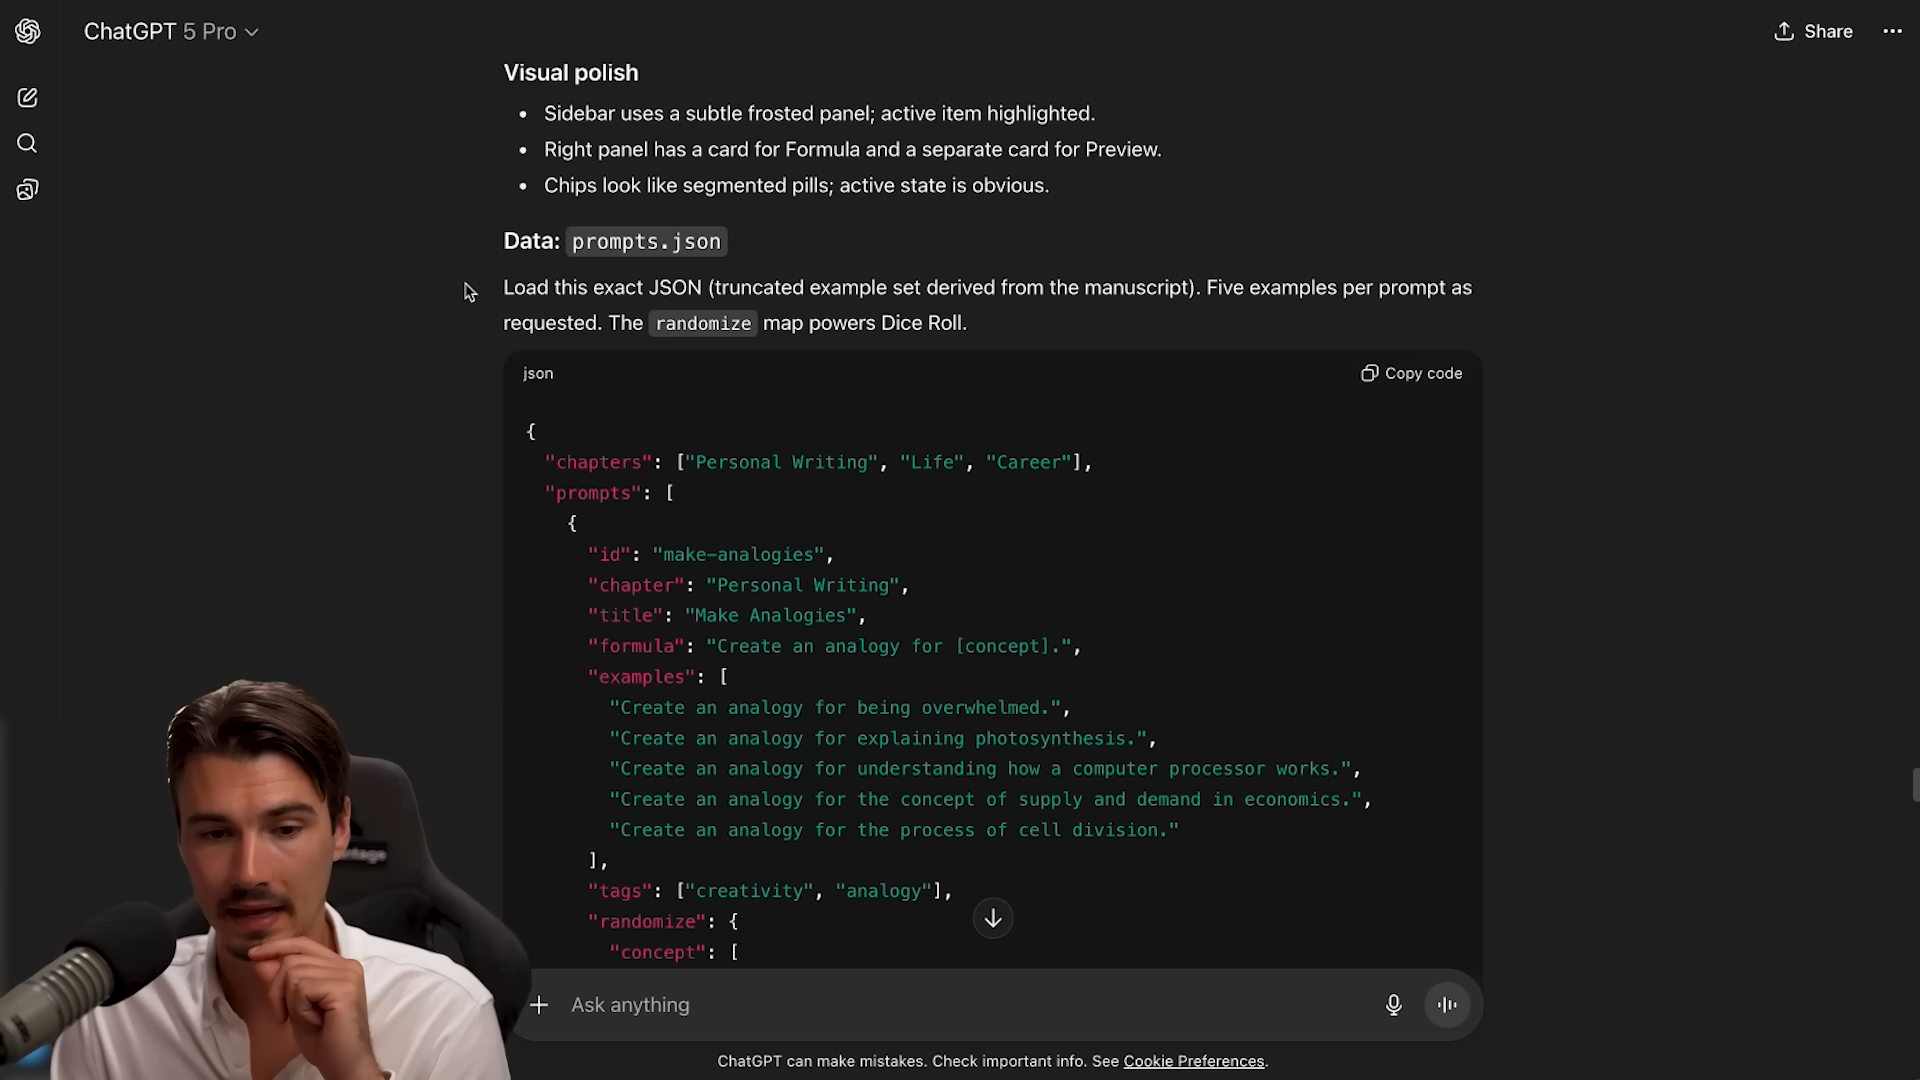 ChatGPT 5 Pro
Share
Visual polish
• Sidebar uses a subtle frosted panel; active item highlighted.
• Right panel has a card for Formula and a separate card for Preview.
• Chips look like segmented pills; active state is obvious.
Data: prompts.json
Load this exact JSON (truncated example set derived from the manuscript). Five examples per prompt as
requested. The randomize map powers Dice Roll.
json
Copy code
{
"chapters": ["Personal Writing", "Life", "Career"],
"prompts": [
{
"id": "make-analogies",
"chapter": "Personal Writing",
"title": "Make Analogies",
"formula": "Create an analogy for [concept].",
"examples": [
"Create an analogy for being overwhelmed.",
"Create an analogy for explaining photosynthesis.",
"Create an analogy for understanding how a computer processor works.",
"Create an analogy for the concept of supply and demand in economics.",
"Create an analogy for the process of cell division."
],
"tags": ["creativity", "analogy"],
"randomize": {
"concept": [
Ask anything
ChatGPT can make mistakes. Check important info. See Cookie Preferences.